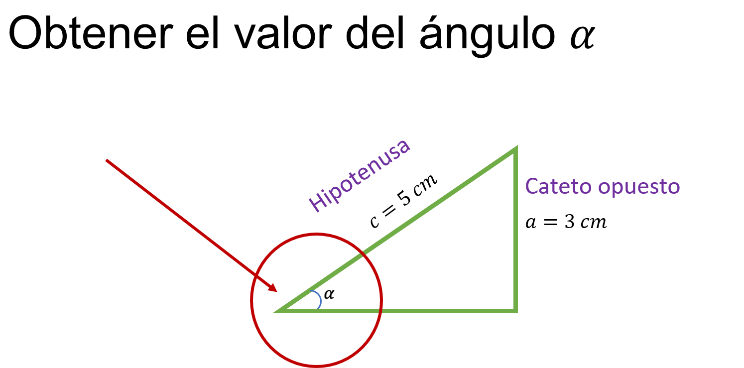 Obtener el valor del ángulo α
Hipotenusa
c = 5 cm
Cateto opuesto
a = 3 cm
α